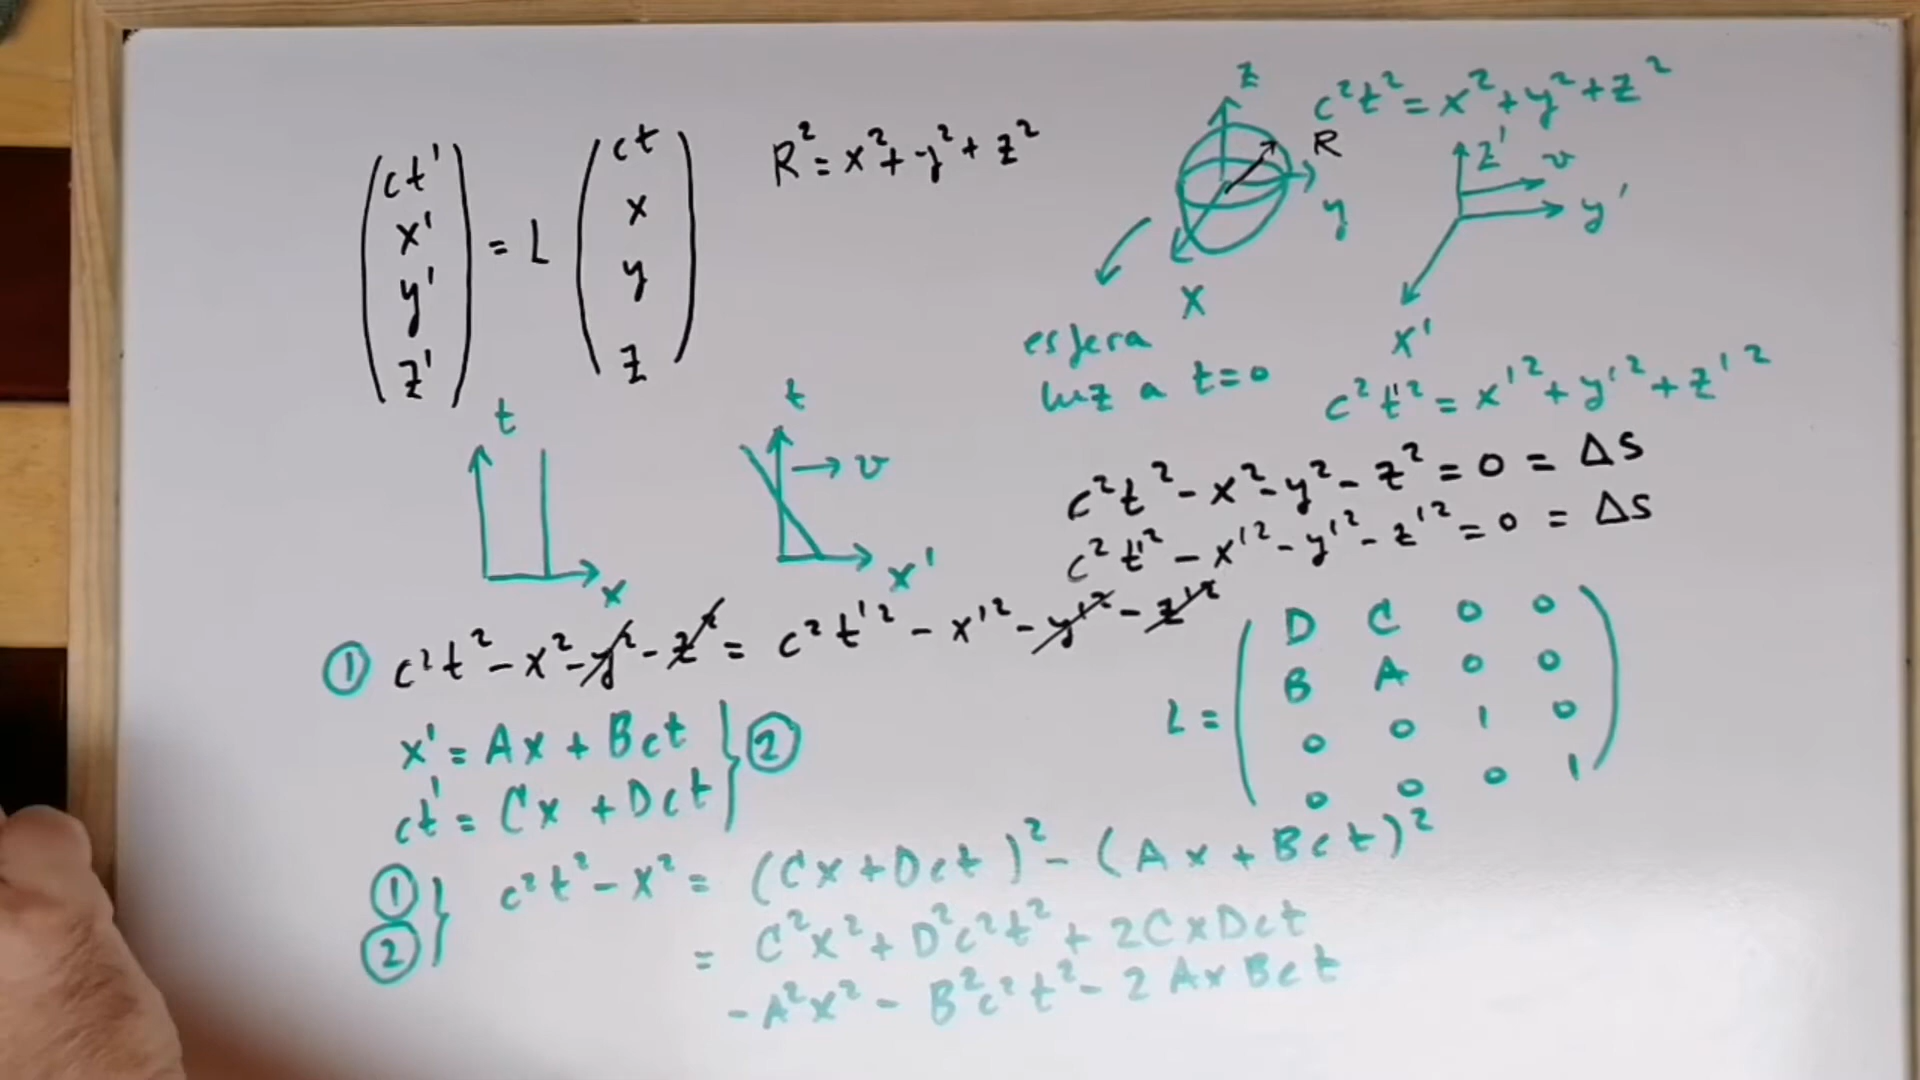 (ct' x' y' z') = L (ct x y z)
R² = x² + y² + z²
z
c²t² = x² + y² + z²
R
y
x
z'
v
y'
x'
esfera
luz a t=0
c²t'² = x'² + y'² + z'²
t
x
t
v
x'
c²t² - x² - y² - z² = 0 = Δs
c²t'² - x'² - y'² - z'² = 0 = Δs
① c²t² - x² - y² - z² = c²t'² - x'² - y'² - z'²
x' = Ax + Bct
ct' = Cx + Dct } ②
L = ( D C 0 0
B A 0 0
0 0 1 0
0 0 0 1 )
①
② } c²t² - x² = (Cx + Dct)² - (Ax + Bct)²
= C²x² + D²c²t² + 2CxDct
- A²x² - B²c²t² - 2AxBct